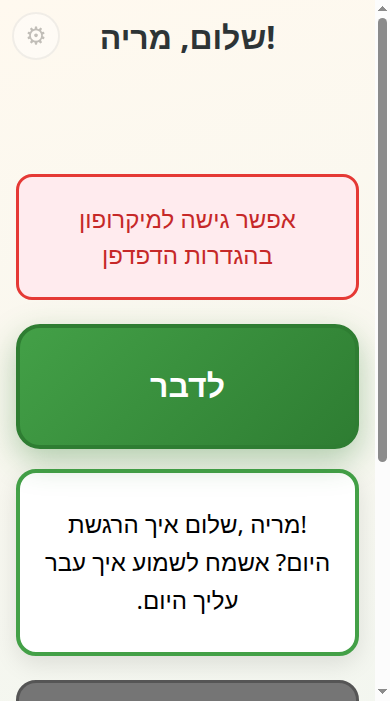 שלום, מריה!
אפשר גישה למיקרופון
בהגדרות הדפדפן
לדבר
מריה, שלום איך הרגשת!
היום? אשמח לשמוע איך עבר
עליך היום.